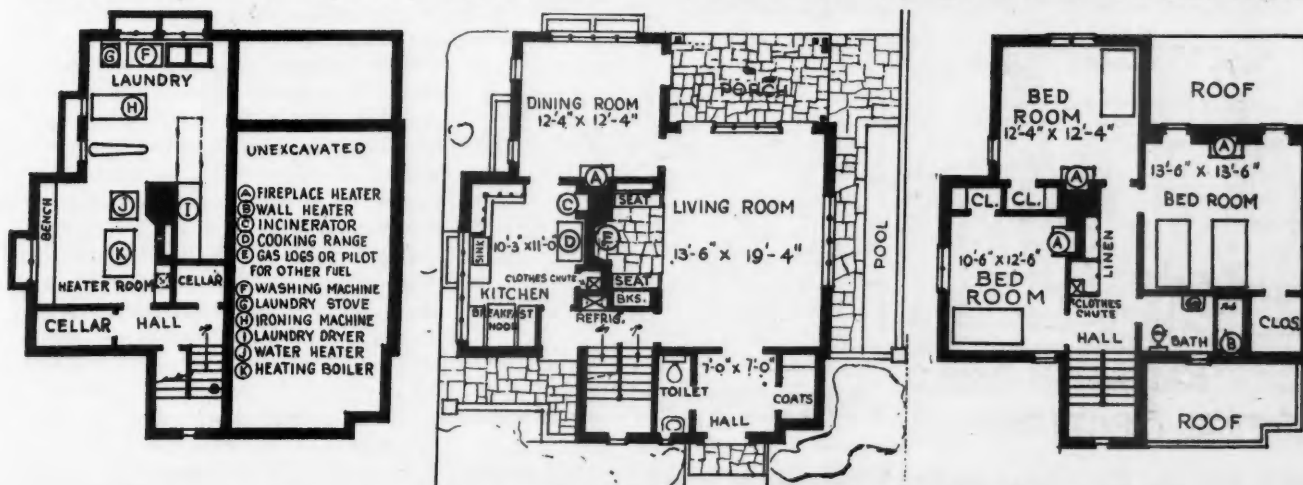 G
F
LAUNDRY
H
BENCH
J
I
K
HEATER ROOM
CELLAR
CELLAR
HALL
UNEXCAVATED
A FIREPLACE HEATER
B WALL HEATER
C INCINERATOR
D COOKING RANGE
E GAS LOGS OR PILOT
FOR OTHER FUEL
F WASHING MACHINE
G LAUNDRY STOVE
H IRONING MACHINE
I LAUNDRY DRYER
J WATER HEATER
K HEATING BOILER
DINING ROOM
12'-4" X 12'-4"
PORCH
A
C
SEAT
LIVING ROOM
SINK
10-3" X 11'-0"
D
E
13'-6" X 19'-4"
POOL
KITCHEN
CLOTHES CHUTE
SEAT
BKS.
BREAKFAST
NOOK
REFRIG.
7'-0" X 7'-0"
TOILET
COATS
HALL
BED
ROOM
12'-4" X 12'-4"
ROOF
A
A
13'-6" X 13'-6"
BED ROOM
CL.
CL.
A
10'-6" X 12'-6"
BED
ROOM
LINEN
CLOTHES
CHUTE
HALL
BATH
B
CLOS
ROOF